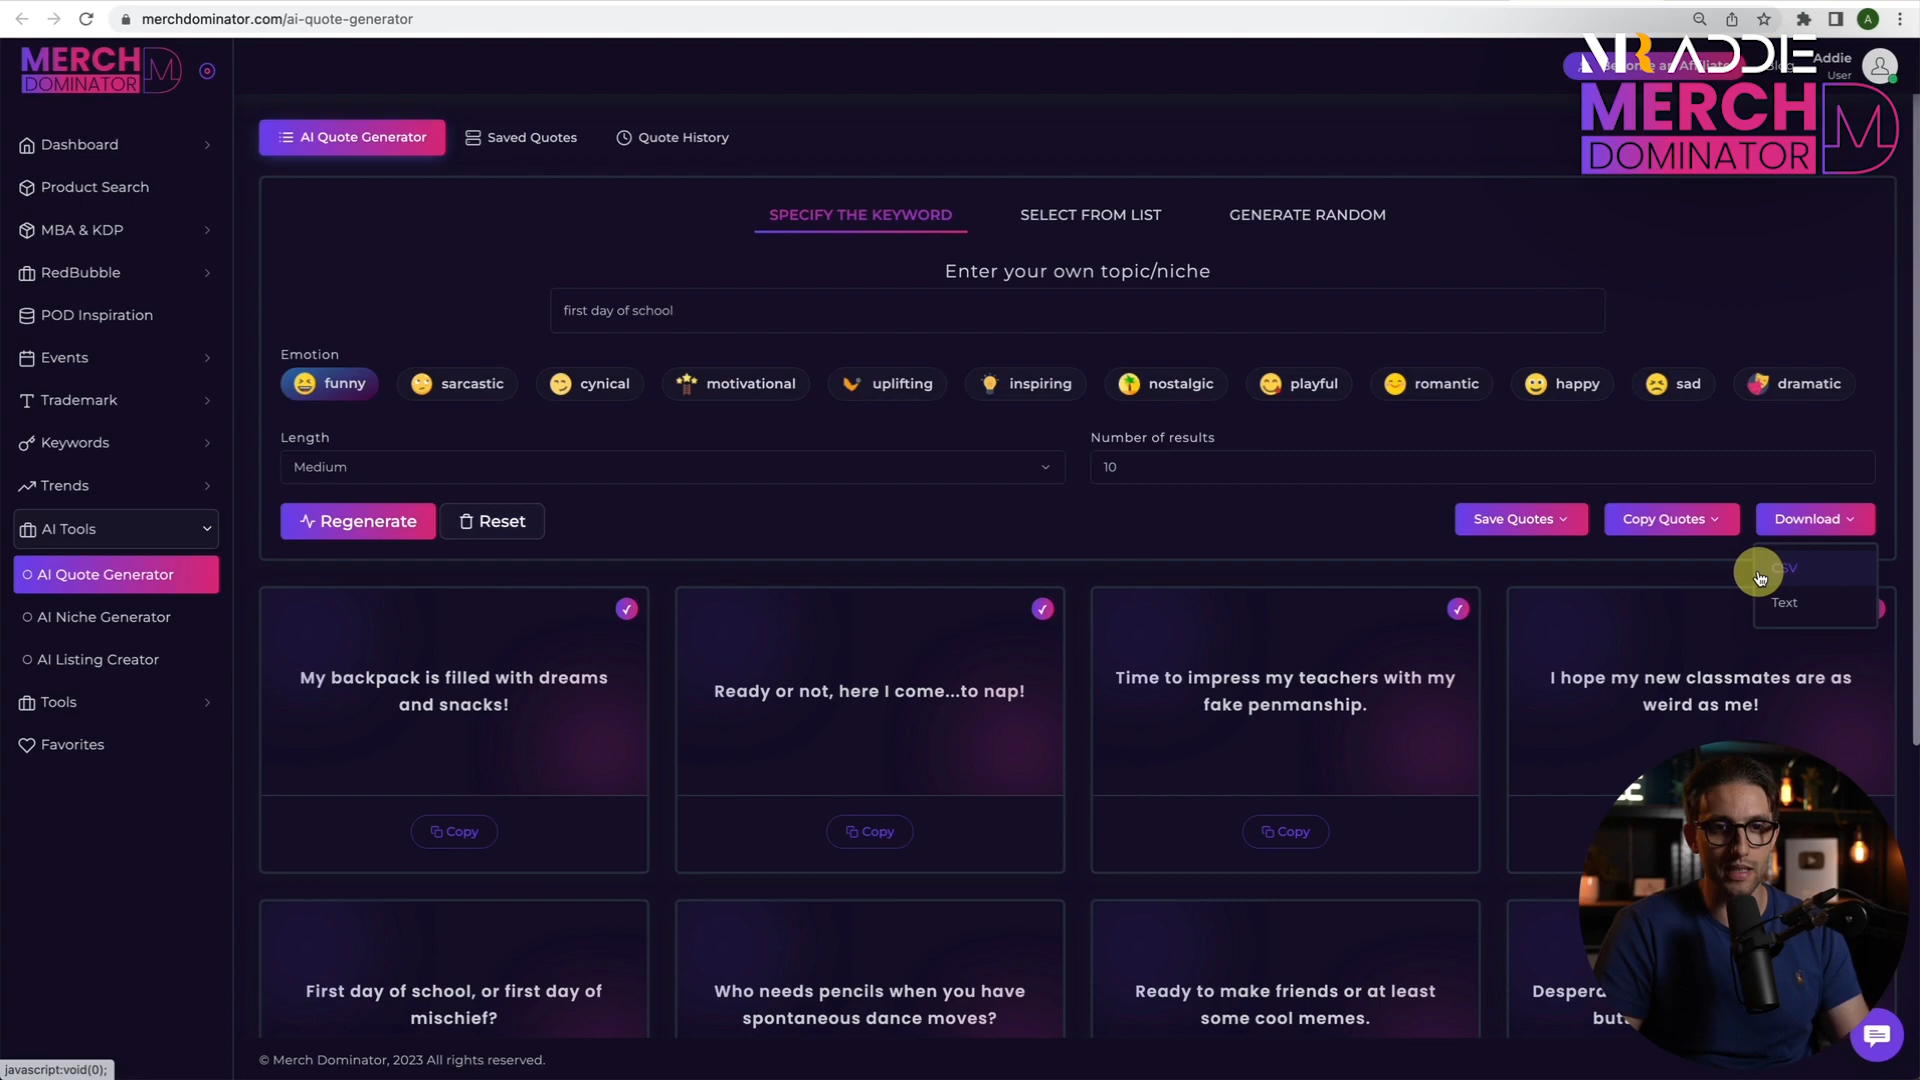 merchdominator.com/ai-quote-generator
A
MERCH
DOMINATOR
MR ADDIE
Addie
User
MERCH
DOMINATOR
Dashboard
Product Search
MBA & KDP
RedBubble
POD Inspiration
Events
Trademark
Keywords
Trends
AI Tools
AI Quote Generator
AI Niche Generator
AI Listing Creator
Tools
Favorites
AI Quote Generator
Saved Quotes
Quote History
SPECIFY THE KEYWORD
SELECT FROM LIST
GENERATE RANDOM
Enter your own topic/niche
first day of school
Emotion
funny
sarcastic
cynical
motivational
uplifting
inspiring
nostalgic
playful
romantic
happy
sad
dramatic
Length
Number of results
Medium
10
Regenerate
Reset
Save Quotes
Copy Quotes
Download
CSV
Text
My backpack is filled with dreams
and snacks!
Copy
Ready or not, here I come...to nap!
Copy
Time to impress my teachers with my
fake penmanship.
Copy
I hope my new classmates are as
weird as me!
First day of school, or first day of
mischief?
Who needs pencils when you have
spontaneous dance moves?
Ready to make friends or at least
some cool memes.
© Merch Dominator, 2023 All rights reserved.
javascript:void(0);